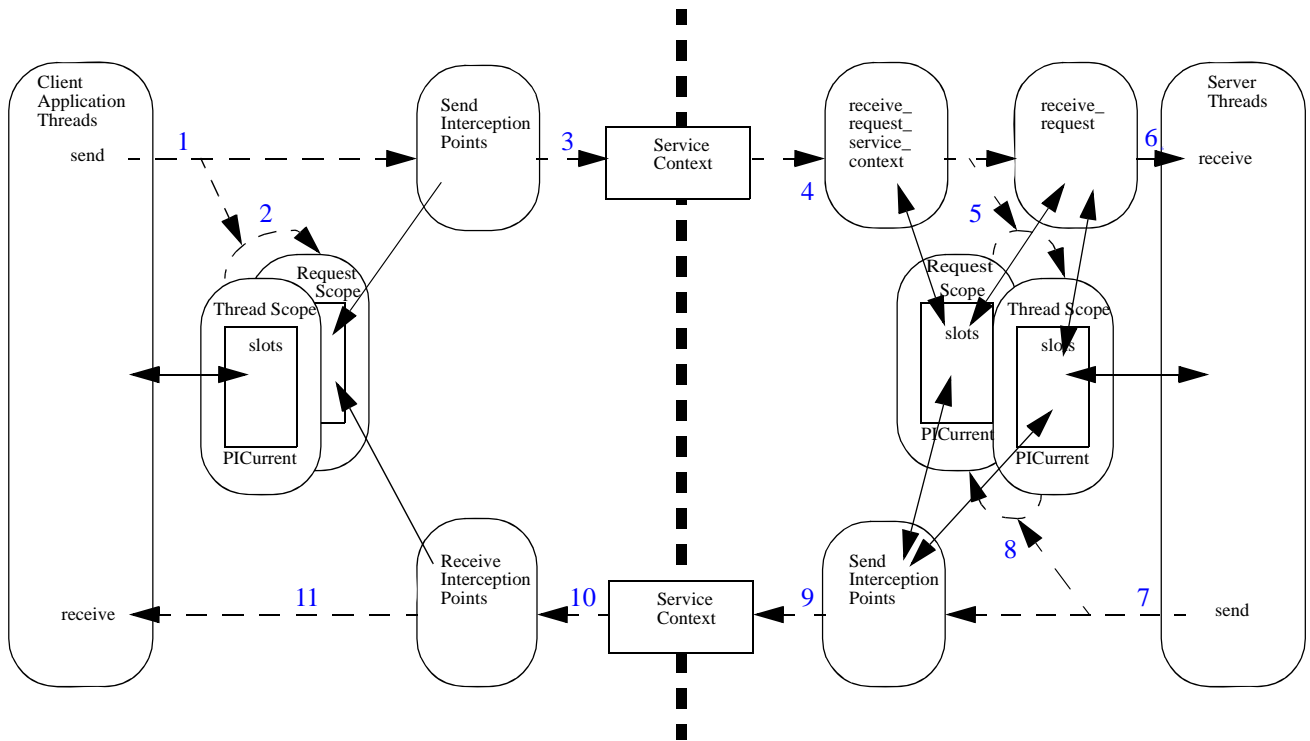 Client
Application
Threads
send
1
2
Send
Interception
Points
3
Service
Context
4
receive_
request_
service_
context
5
receive_
request
6
Server
Threads
receive
Request
Scope
Thread Scope
slots
PICurrent
Request
Scope
slots
PICurrent
Thread Scope
slots
PICurrent
receive
11
Receive
Interception
Points
10
Service
Context
9
Send
Interception
Points
8
7
send